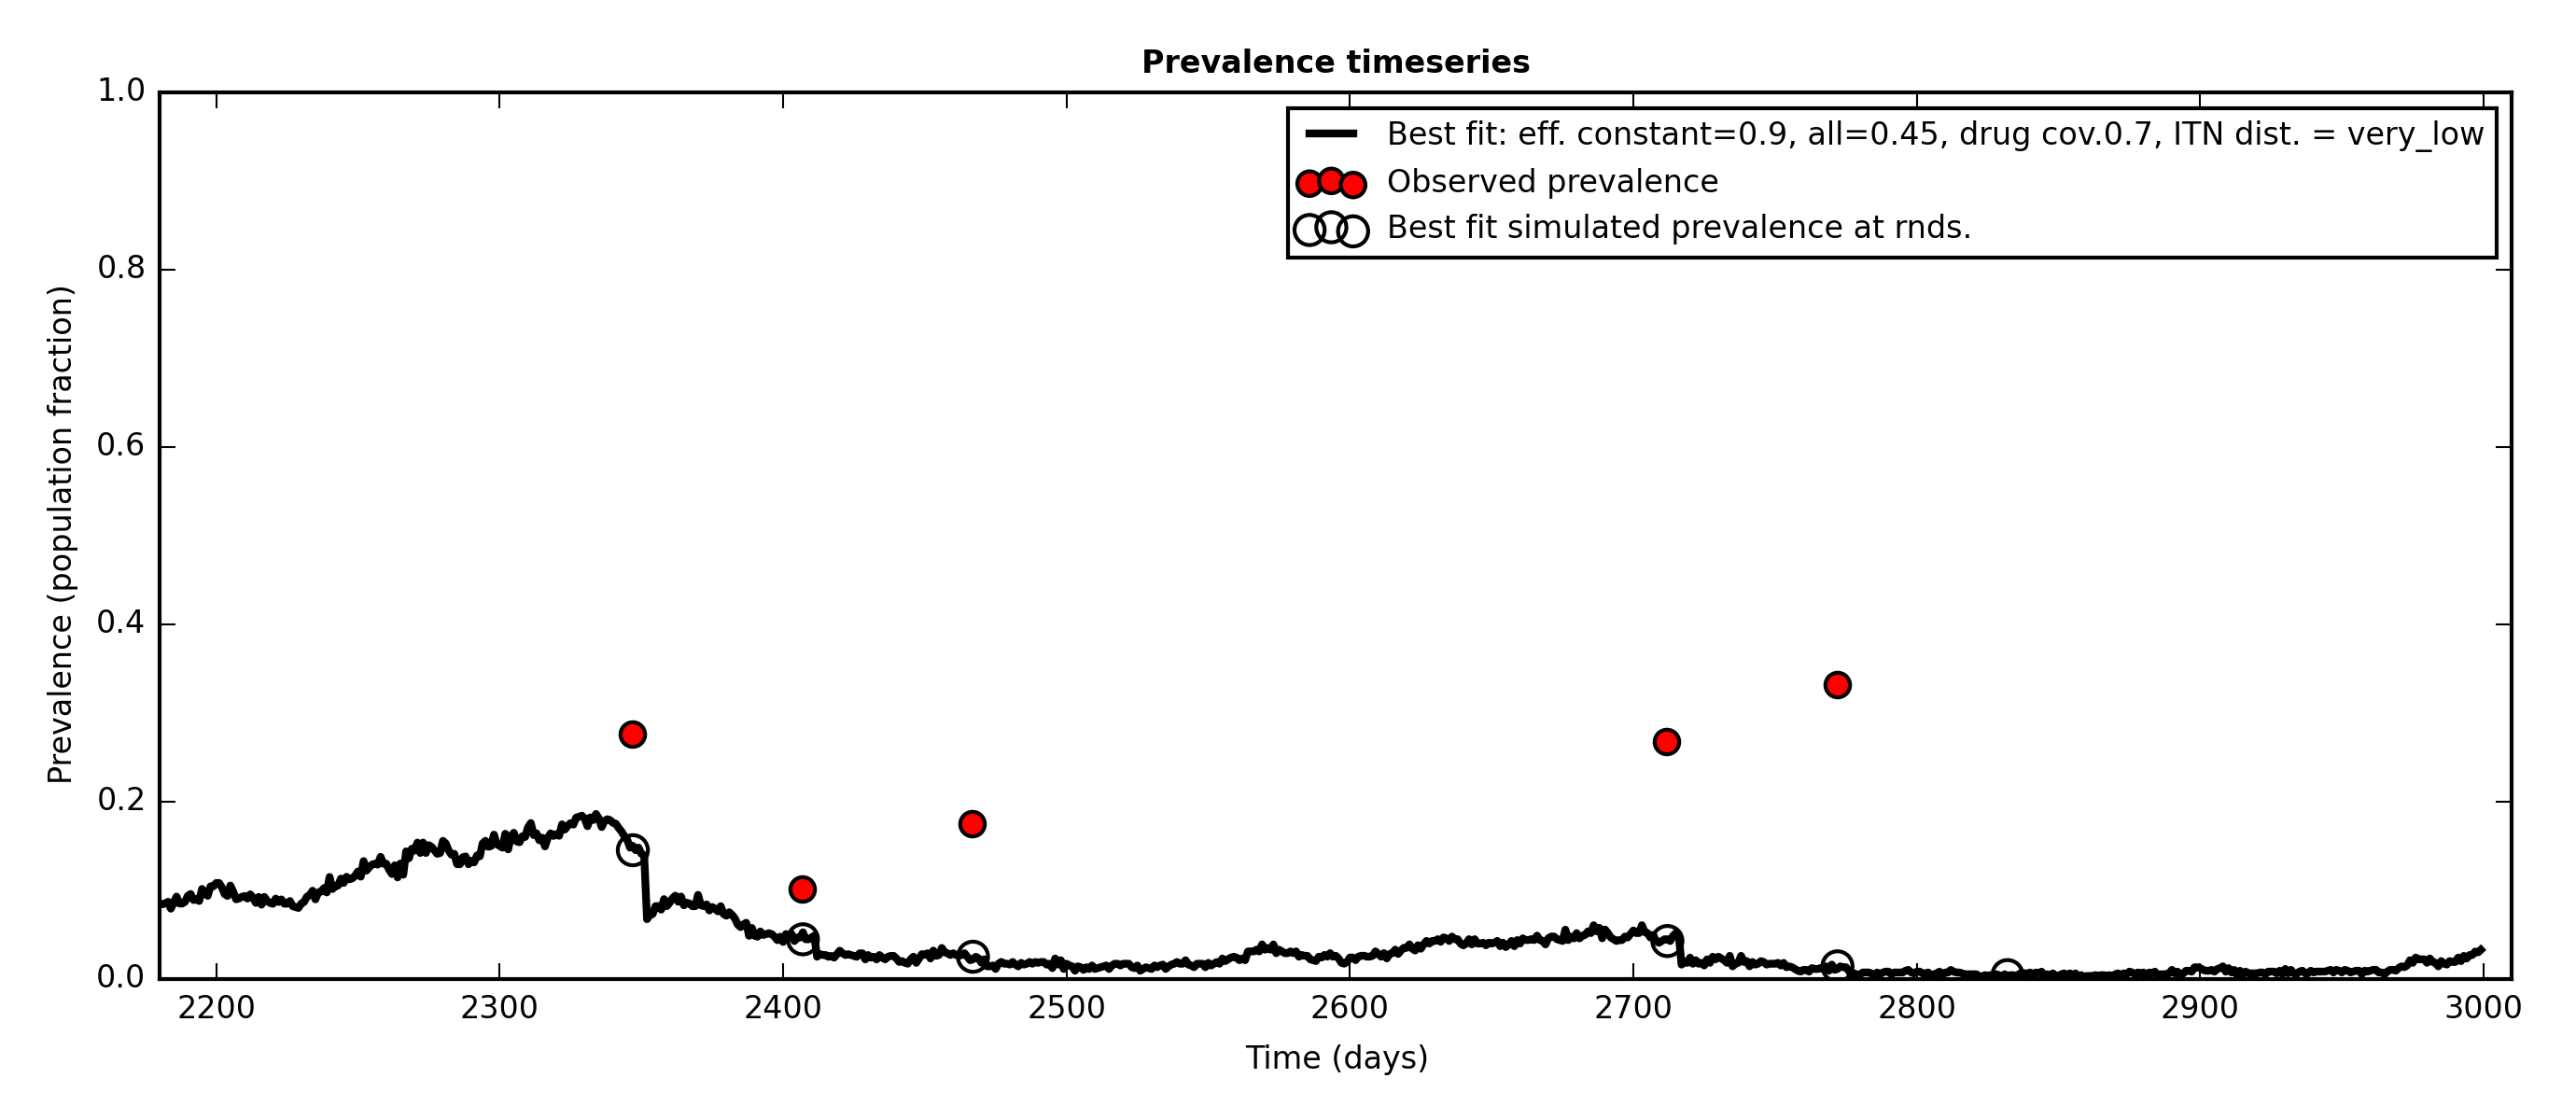 Prevalence timeseries
1.0
0.8
0.6
0.4
0.2
0.0
Prevalence (population fraction)
Best fit: eff. constant=0.9, all=0.45, drug cov.0.7, ITN dist. = very_low
Observed prevalence
Best fit simulated prevalence at rnds.
2200 2300 2400 2500 2600 2700 2800 2900 3000
Time (days)